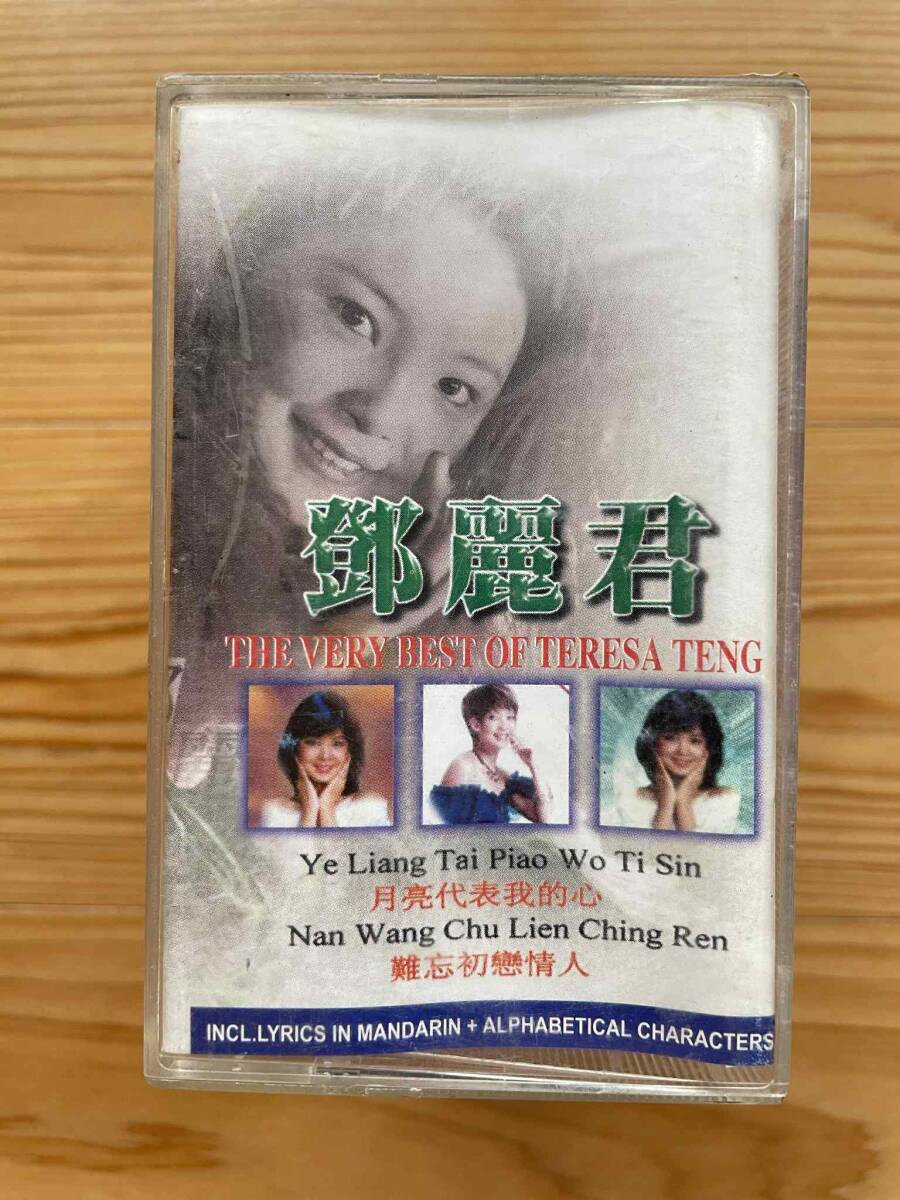 鄧麗君
THE VERY BEST OF TERESA TENG
Ye Liang Tai Piao Wo Ti Sin
月亮代表我的心
Nan Wang Chu Lien Ching Ren
難忘初戀情人
INCL.LYRICS IN MANDARIN + ALPHABETICAL CHARACTERS